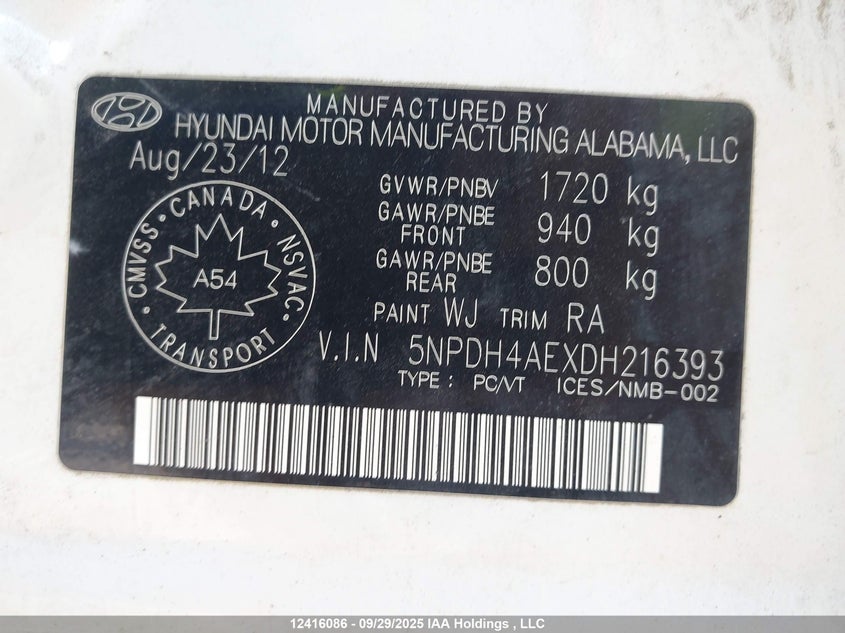 MANUFACTURED BY
HYUNDAI MOTOR MANUFACTURING ALABAMA, LLC
Aug/23/12
GVWR/PNBV 1720 kg
GAWR/PNBE FRONT 940 kg
GAWR/PNBE REAR 800 kg
PAINT WJ TRIM RA
V.I.N 5NPDH4AEXDH216393
TYPE: PC/VT ICES/NMB-002
CMVSS • CANADA • NSVAC • TRANSPORT •
A54
12416086 - 09/29/2025 IAA Holdings , LLC